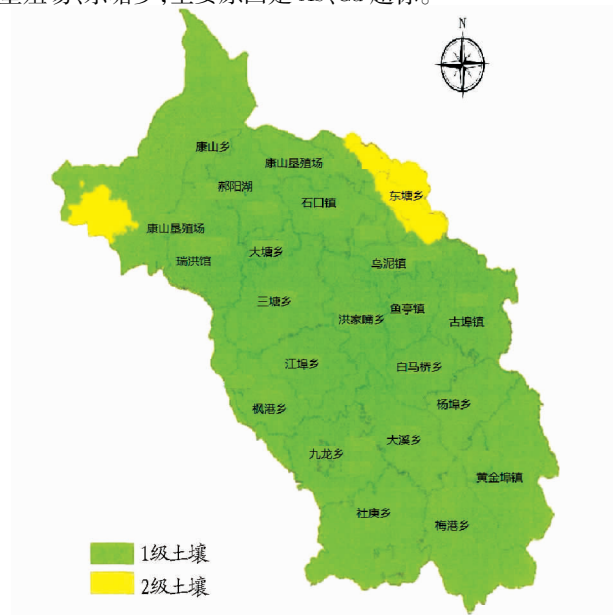 N
康山乡
康山垦殖场
鄱阳湖
石口镇
东塘乡
康山垦殖场
瑞洪馆
大塘乡
乌泥镇
三塘乡
洪家嘴乡
鱼亭镇
古埠镇
江埠乡
白马桥乡
枫港乡
杨埠乡
九龙乡
大溪乡
黄金埠镇
社庚乡
梅港乡
1级土壤
2级土壤